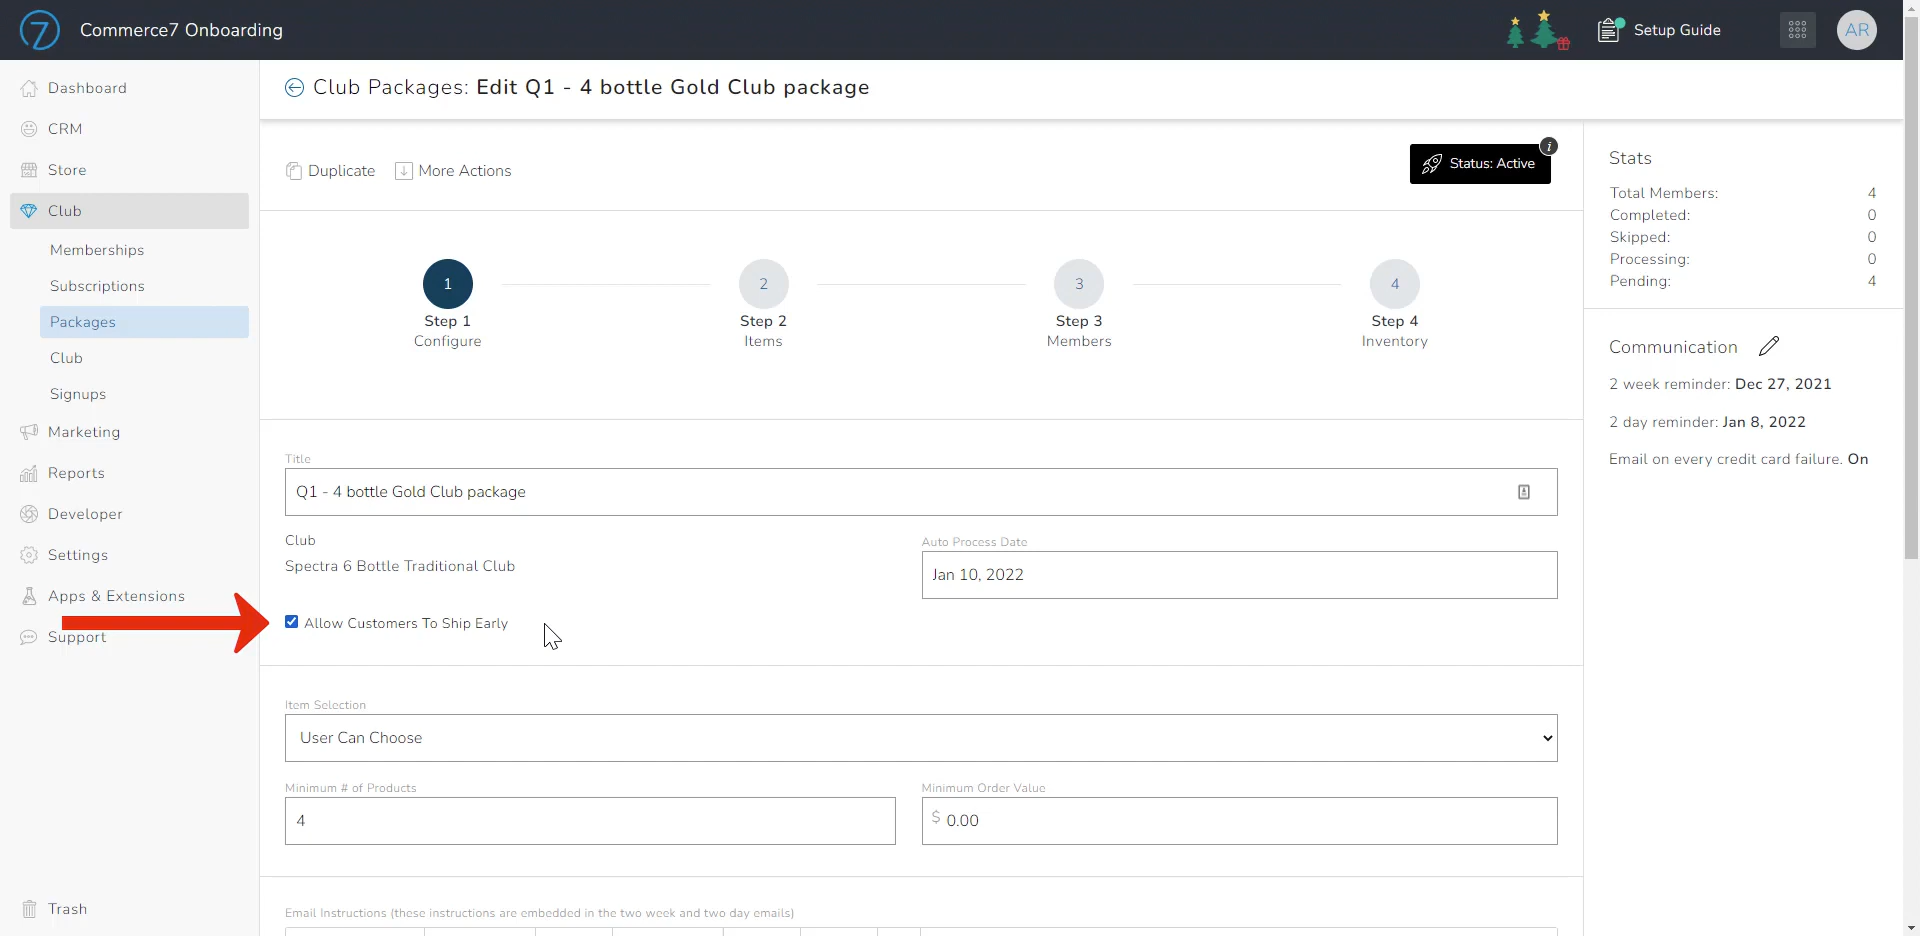 7 Commerce7 Onboarding
Setup Guide
AR
Dashboard
CRM
Store
Club
Memberships
Subscriptions
Packages
Club
Signups
Marketing
Reports
Developer
Settings
Apps & Extensions
Support
Trash
Club Packages: Edit Q1 - 4 bottle Gold Club package
Duplicate
More Actions
Status: Active
i
1
Step 1
Configure
2
Step 2
Items
3
Step 3
Members
4
Step 4
Inventory
Title
Q1 - 4 bottle Gold Club package
Club
Spectra 6 Bottle Traditional Club
Auto Process Date
Jan 10, 2022
Allow Customers To Ship Early
Item Selection
User Can Choose
Minimum # of Products
4
Minimum Order Value
$ 0.00
Email Instructions (these instructions are embedded in the two week and two day emails)
Stats
Total Members: 4
Completed: 0
Skipped: 0
Processing: 0
Pending: 4
Communication
2 week reminder: Dec 27, 2021
2 day reminder: Jan 8, 2022
Email on every credit card failure. On